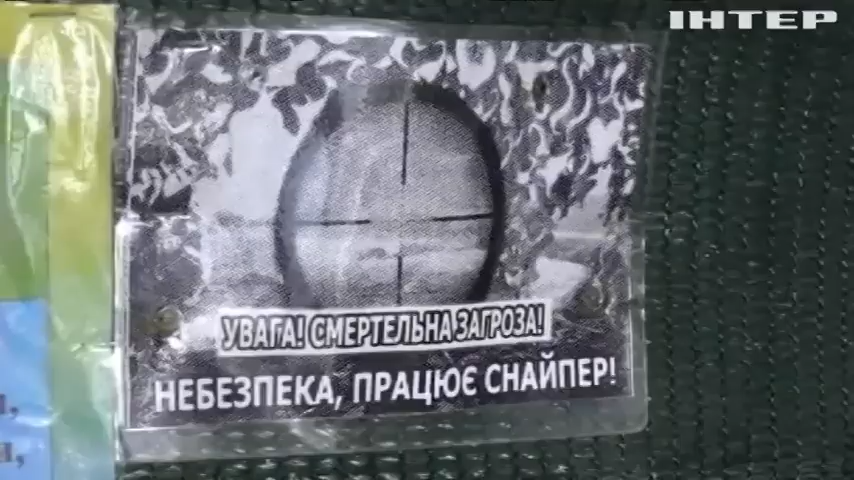 ІНТЕР
УВАГА! СМЕРТЕЛЬНА ЗАГРОЗА!
НЕБЕЗПЕКА, ПРАЦЮЄ СНАЙПЕР!